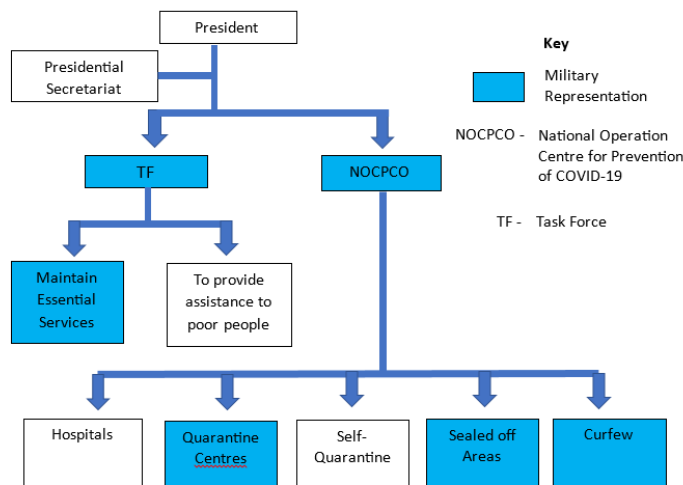 President
Presidential
Secretariat
Key
Military
Representation
NOCPCO - National Operation
Centre for Prevention
of COVID-19
TF - Task Force
TF
NOCPCO
Maintain
Essential
Services
To provide
assistance to
poor people
Hospitals
Quarantine
Centres
Self-
Quarantine
Sealed off
Areas
Curfew